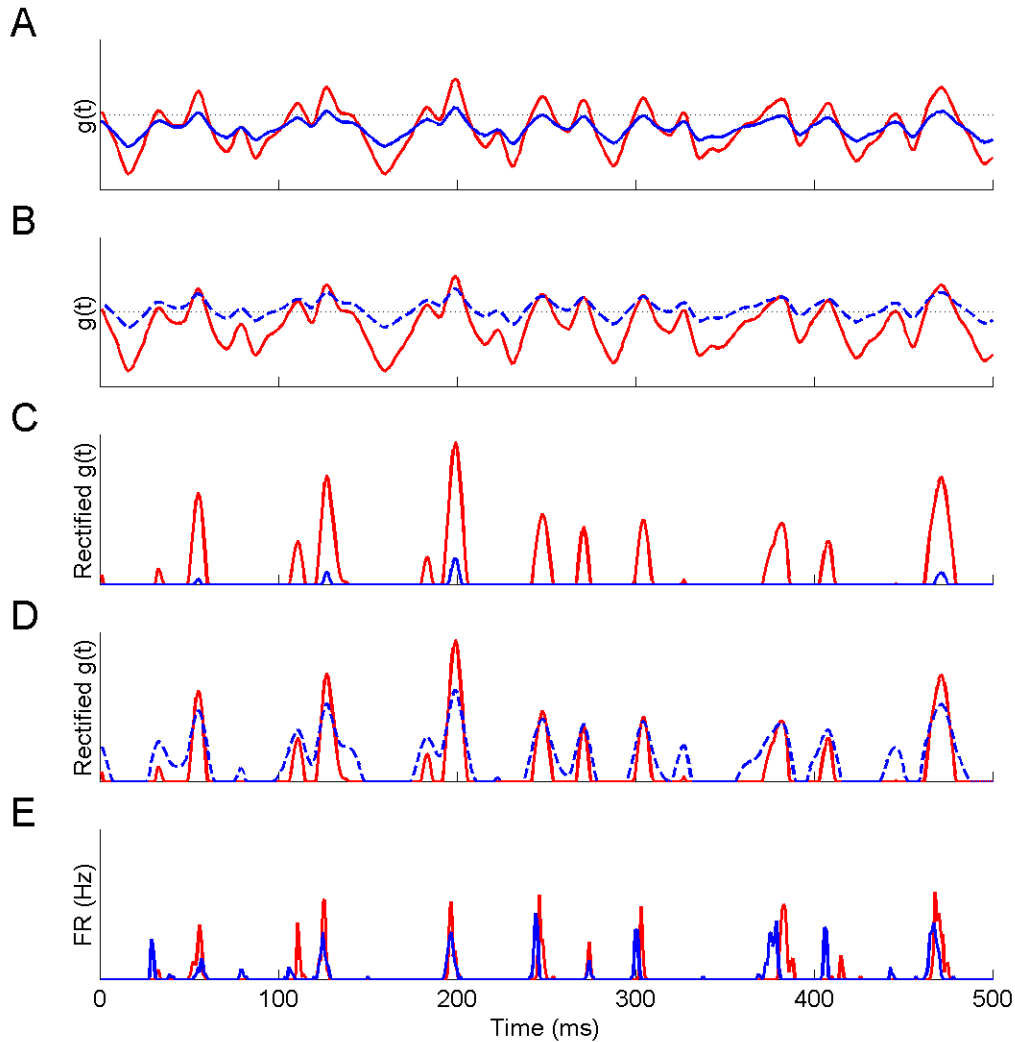 A
g(t)
B
g(t)
C
Rectified g(t)
D
Rectified g(t)
E
FR (Hz)
0 100 200 300 400 500
Time (ms)